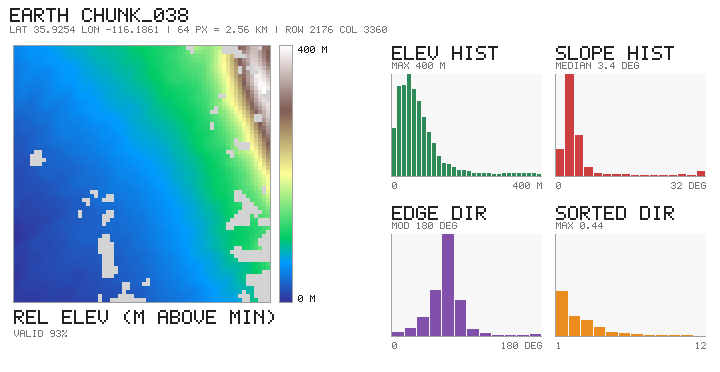 EARTH CHUNK_038
LAT 35.9254 LON -116.1861 | 64 PX = 2.56 KM | ROW 2176 COL 3360
400 M
0 M
REL ELEV (M ABOVE MIN)
VALID 93%
ELEV HIST
MAX 400 M
0 400 M
SLOPE HIST
MEDIAN 3.4 DEG
0 32 DEG
EDGE DIR
MOD 180 DEG
0 180 DEG
SORTED DIR
MAX 0.44
1 12